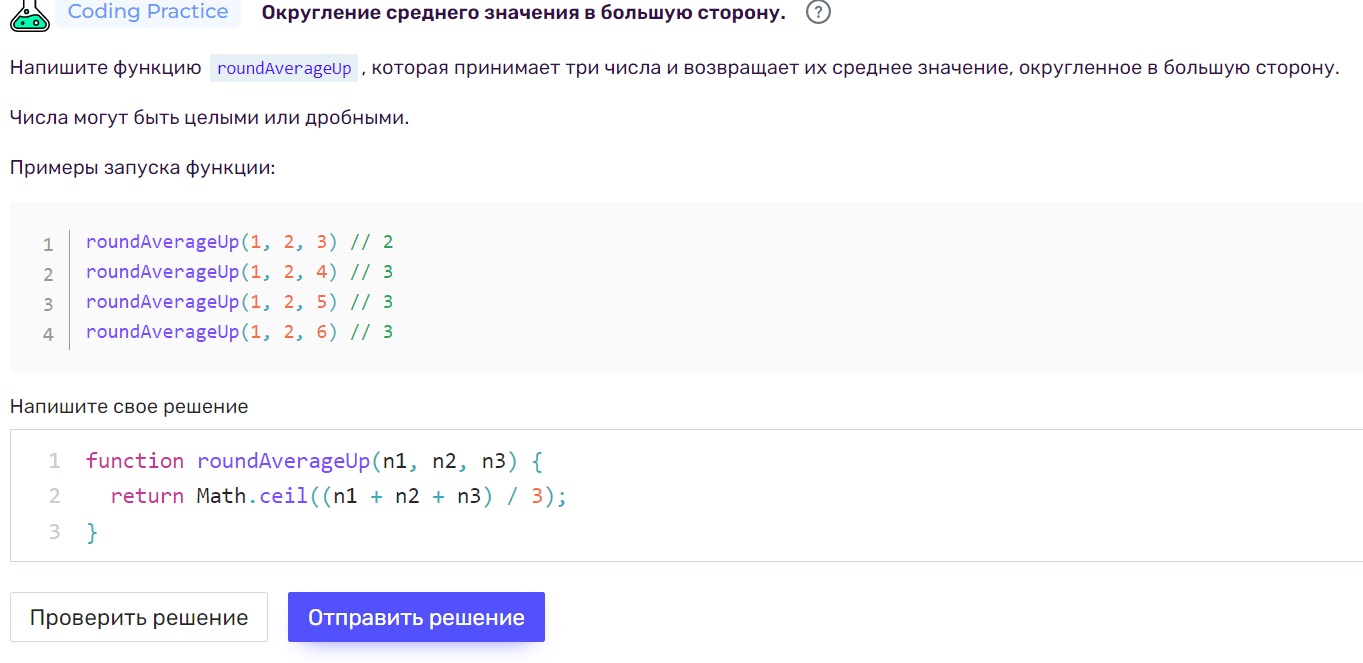 Coding Practice Округление среднего значения в большую сторону. ?
Напишите функцию roundAverageUp , которая принимает три числа и возвращает их среднее значение, округленное в большую сторону.
Числа могут быть целыми или дробными.
Примеры запуска функции:
1 roundAverageUp(1, 2, 3) // 2
2 roundAverageUp(1, 2, 4) // 3
3 roundAverageUp(1, 2, 5) // 3
4 roundAverageUp(1, 2, 6) // 3
Напишите свое решение
1 function roundAverageUp(n1, n2, n3) {
2 return Math.ceil((n1 + n2 + n3) / 3);
3 }
Проверить решение Отправить решение